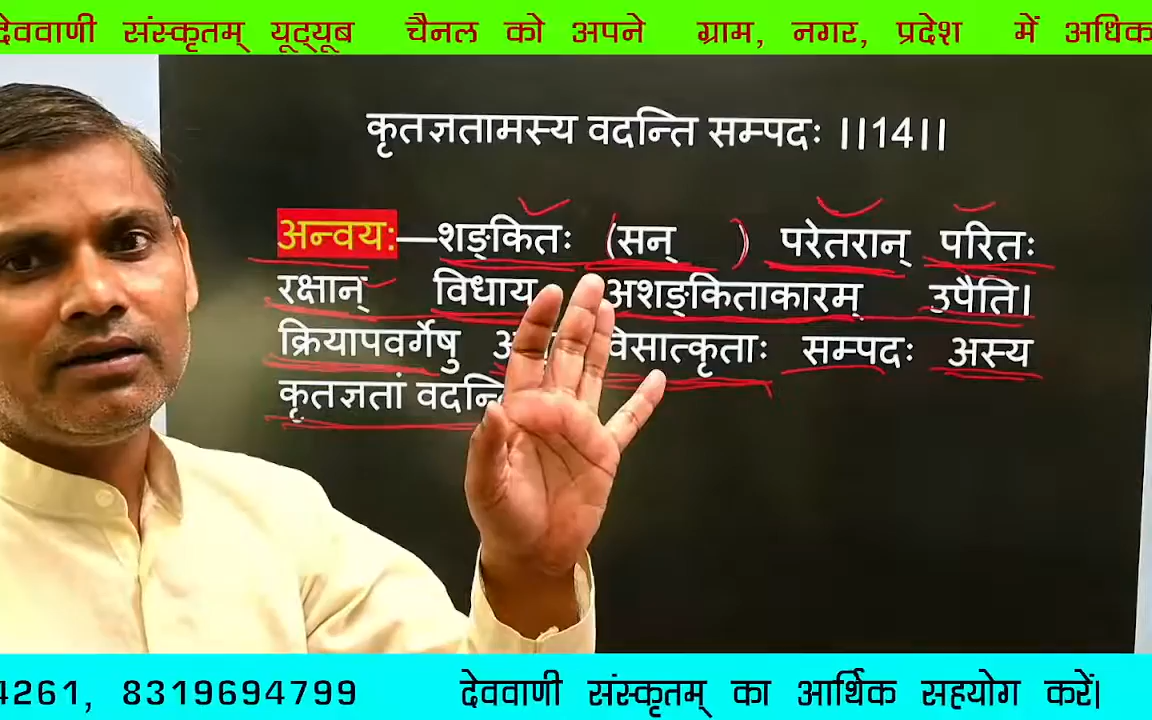 देववाणी संस्कृतम् यूट्यूब चैनल को अपने ग्राम, नगर, प्रदेश में अधिक
कृतज्ञतामस्य वदन्ति सम्पदः ।।14।।
अन्वयः—शङ्कितः (सन् ) परेतरान् परितः
रक्षान् विधाय अशङ्किताकारम् उपैति।
क्रियापवर्गेषु विसात्कृताः सम्पदः अस्य
कृतज्ञतां वदन्ति
4261, 8319694799 देववाणी संस्कृतम् का आर्थिक सहयोग करें।